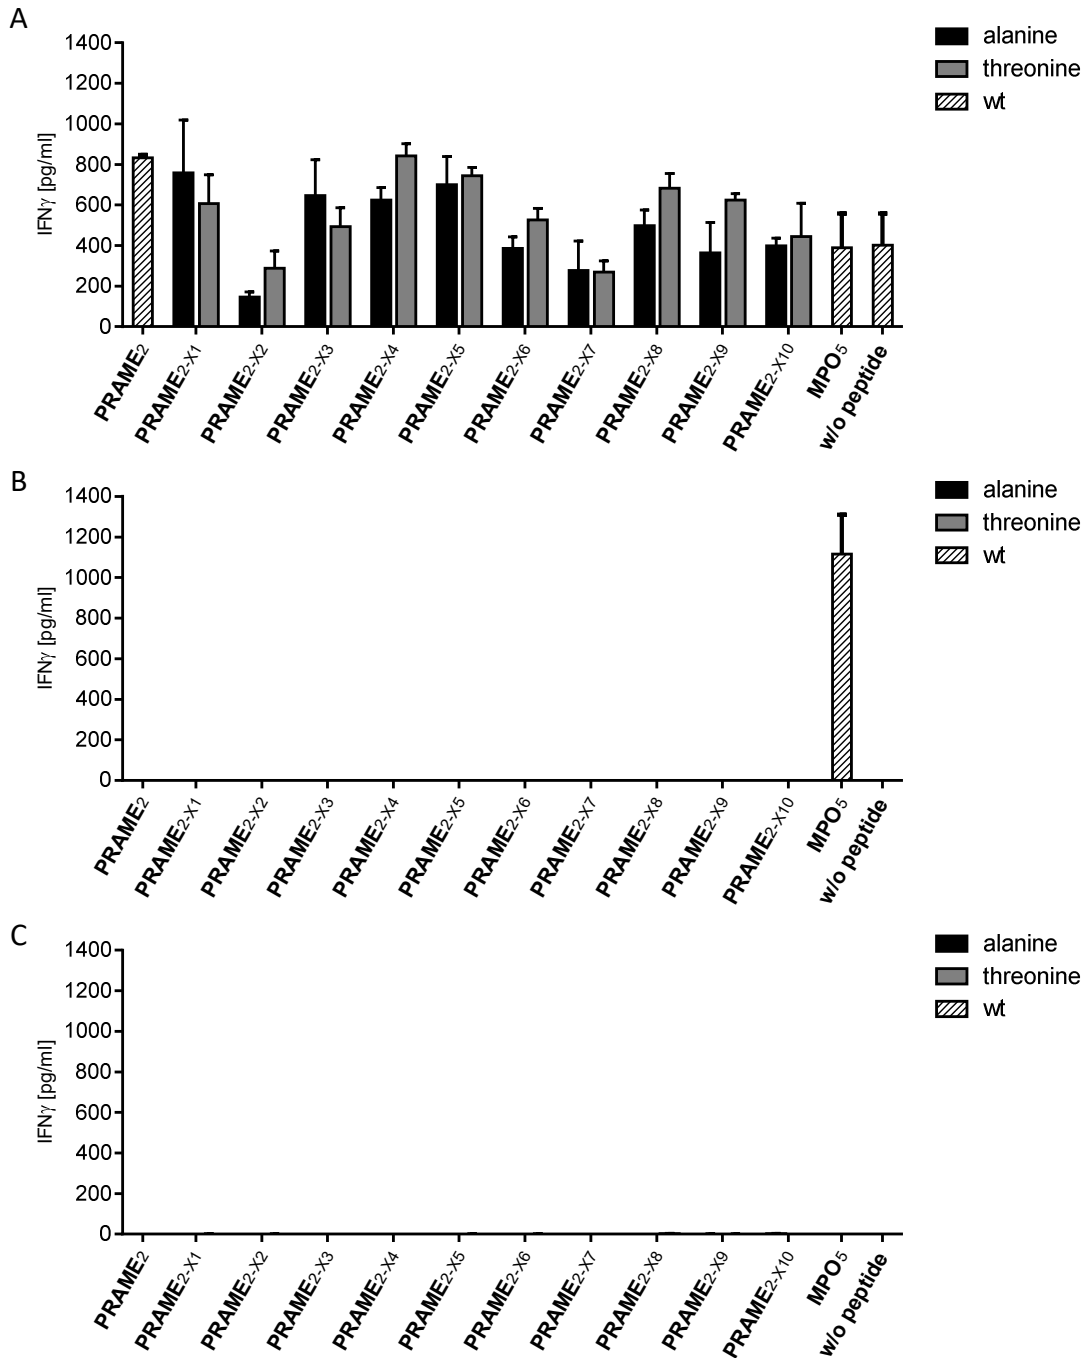 A
1400
1200
1000
800
600
400
200
0
IFNγ [pg/ml]
alanine
threonine
wt
PRAME2
PRAME2-X1
PRAME2-X2
PRAME2-X3
PRAME2-X4
PRAME2-X5
PRAME2-X6
PRAME2-X7
PRAME2-X8
PRAME2-X9
PRAME2-X10
MPO5
w/o peptide
B
1400
1200
1000
800
600
400
200
0
IFNγ [pg/ml]
alanine
threonine
wt
PRAME2
PRAME2-X1
PRAME2-X2
PRAME2-X3
PRAME2-X4
PRAME2-X5
PRAME2-X6
PRAME2-X7
PRAME2-X8
PRAME2-X9
PRAME2-X10
MPO5
w/o peptide
C
1400
1200
1000
800
600
400
200
0
IFNγ [pg/ml]
alanine
threonine
wt
PRAME2
PRAME2-X1
PRAME2-X2
PRAME2-X3
PRAME2-X4
PRAME2-X5
PRAME2-X6
PRAME2-X7
PRAME2-X8
PRAME2-X9
PRAME2-X10
MPO5
w/o peptide